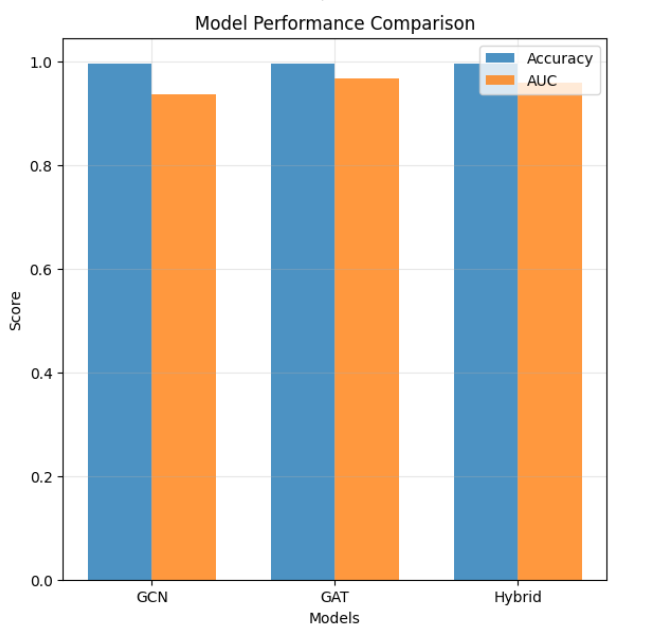 Model Performance Comparison
Accuracy
AUC
1.0
0.8
0.6
0.4
0.2
0.0
Score
GCN
GAT
Hybrid
Models